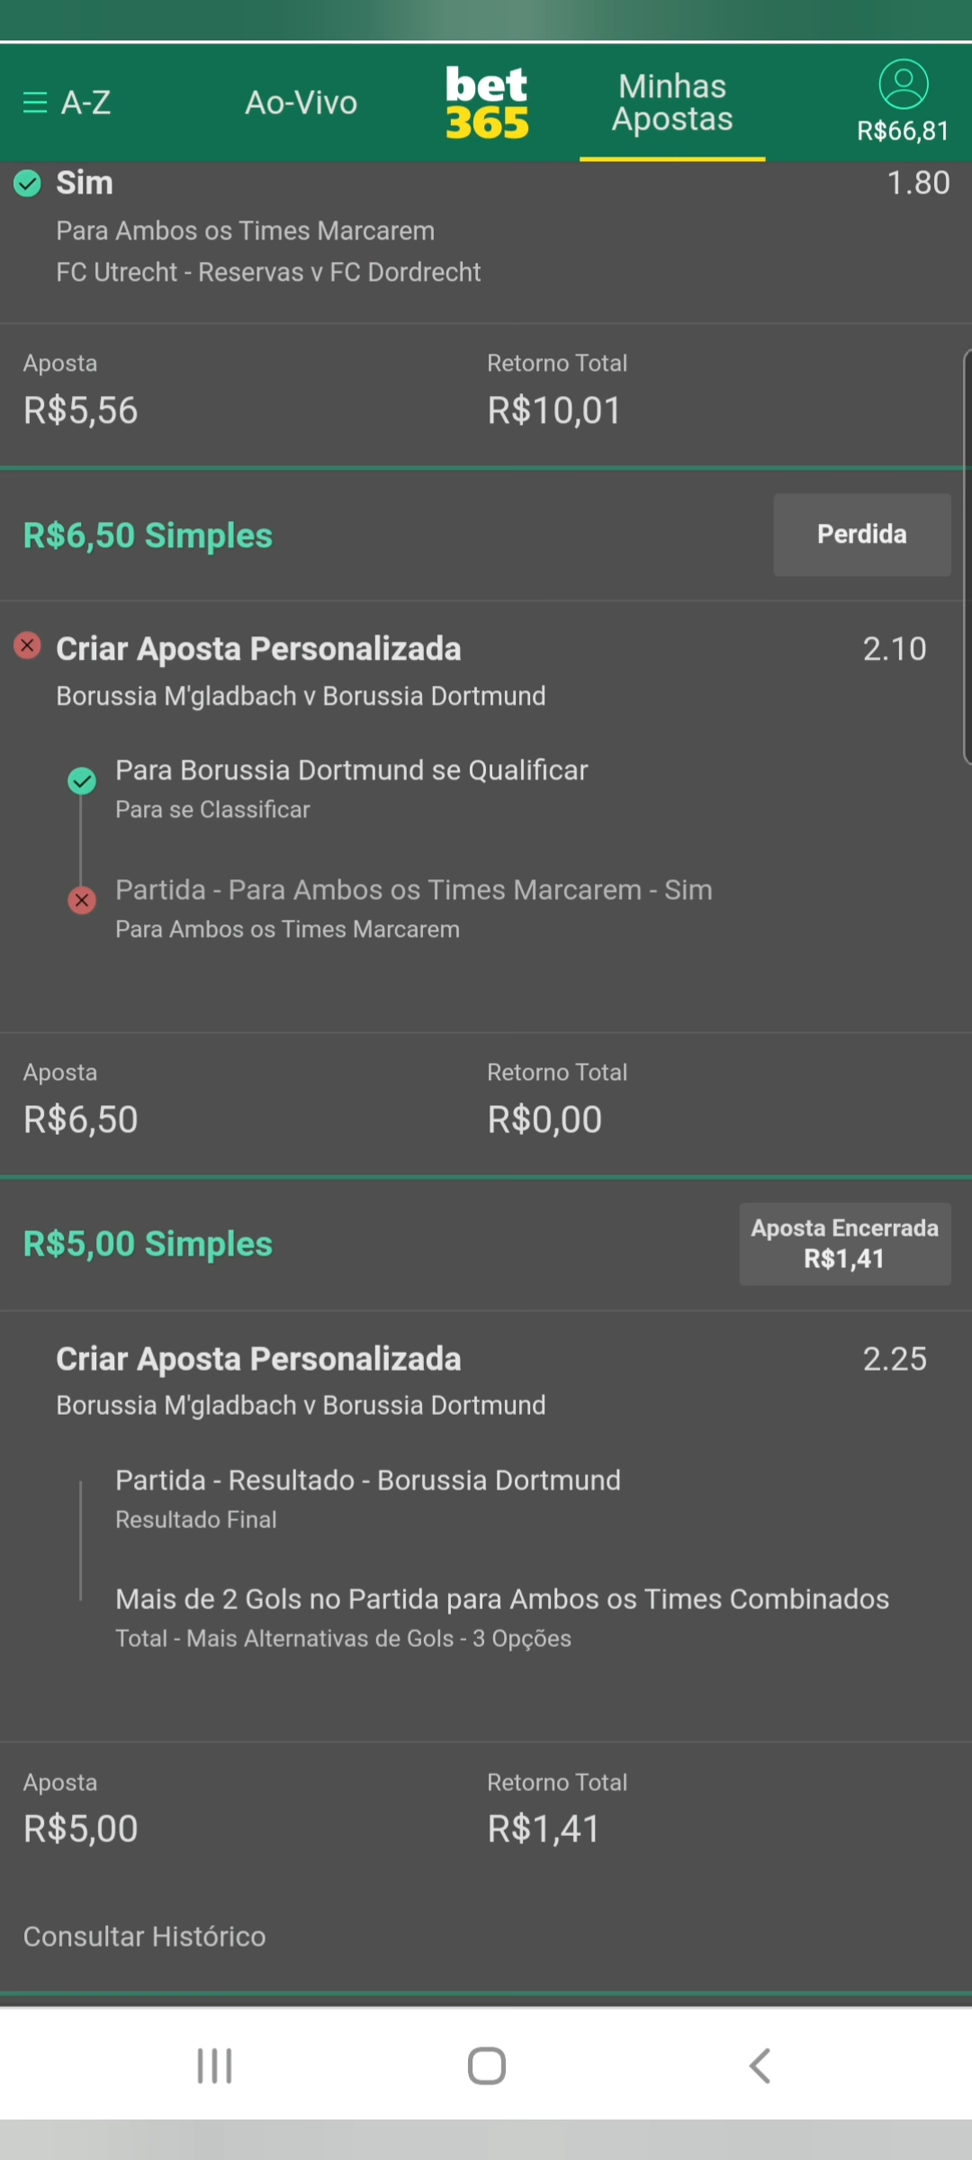 A-Z
Ao-Vivo
bet
365
Minhas
Apostas
R$66,81
Sim
1.80
Para Ambos os Times Marcarem
FC Utrecht - Reservas v FC Dordrecht
Aposta
Retorno Total
R$5,56
R$10,01
R$6,50 Simples
Perdida
Criar Aposta Personalizada
2.10
Borussia M'gladbach v Borussia Dortmund
Para Borussia Dortmund se Qualificar
Para se Classificar
Partida - Para Ambos os Times Marcarem - Sim
Para Ambos os Times Marcarem
Aposta
Retorno Total
R$6,50
R$0,00
R$5,00 Simples
Aposta Encerrada
R$1,41
Criar Aposta Personalizada
2.25
Borussia M'gladbach v Borussia Dortmund
Partida - Resultado - Borussia Dortmund
Resultado Final
Mais de 2 Gols no Partida para Ambos os Times Combinados
Total - Mais Alternativas de Gols - 3 Opções
Aposta
Retorno Total
R$5,00
R$1,41
Consultar Histórico